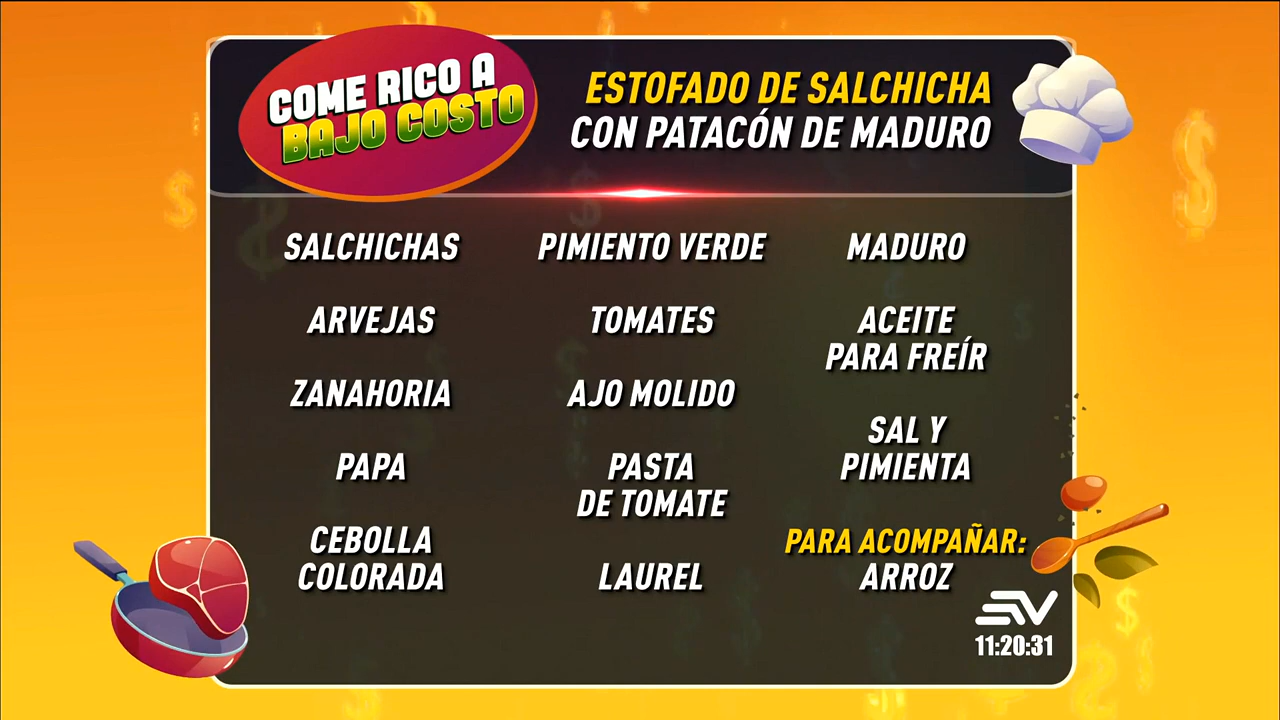 COME RICO A
BAJO COSTO
ESTOFADO DE SALCHICHA
CON PATACÓN DE MADURO
SALCHICHAS
ARVEJAS
ZANAHORIA
PAPA
CEBOLLA
COLORADA
PIMIENTO VERDE
TOMATES
AJO MOLIDO
PASTA
DE TOMATE
LAUREL
MADURO
ACEITE
PARA FREÍR
SAL Y
PIMIENTA
PARA ACOMPAÑAR:
ARROZ
11:20:31